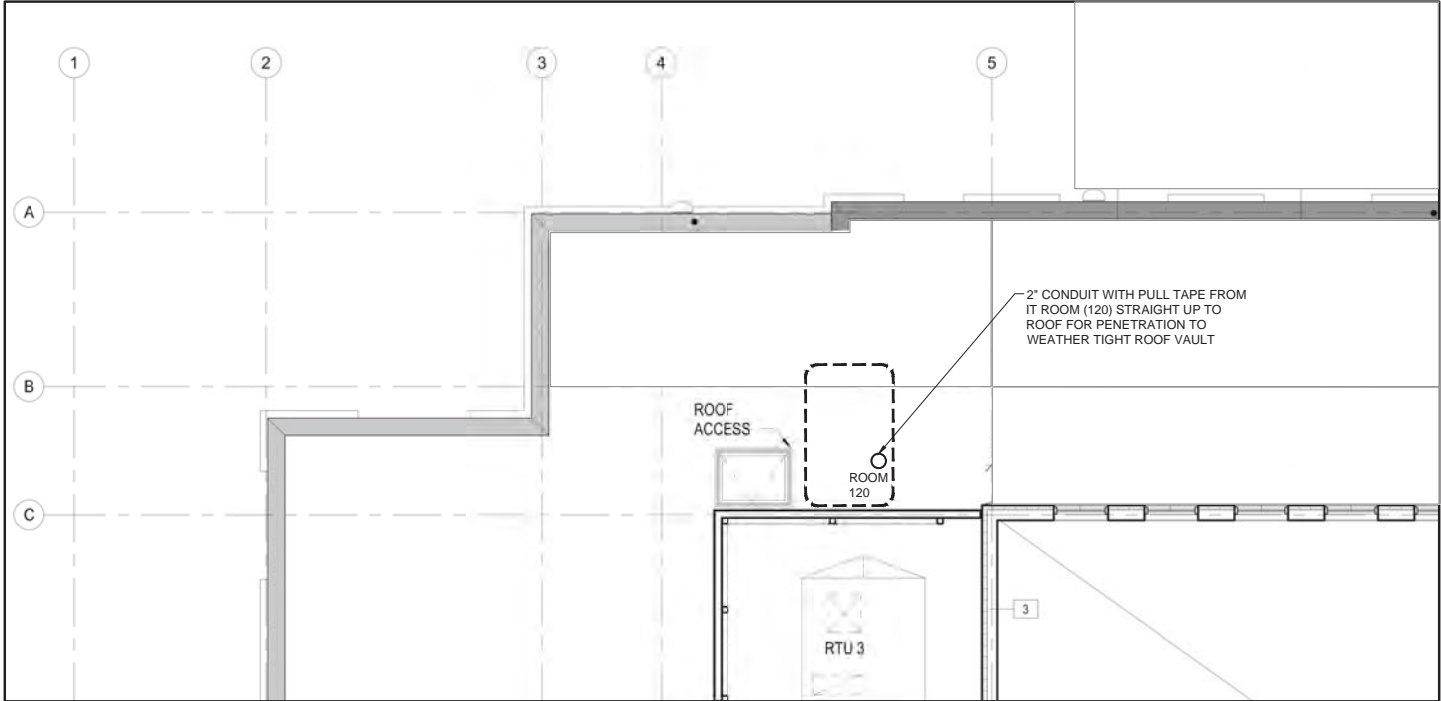 1
2
3
4
5
A
2" CONDUIT WITH PULL TAPE FROM
IT ROOM (120) STRAIGHT UP TO
ROOF FOR PENETRATION TO
WEATHER TIGHT ROOF VAULT
B
ROOF
ACCESS
ROOM
120
C
3
RTU 3